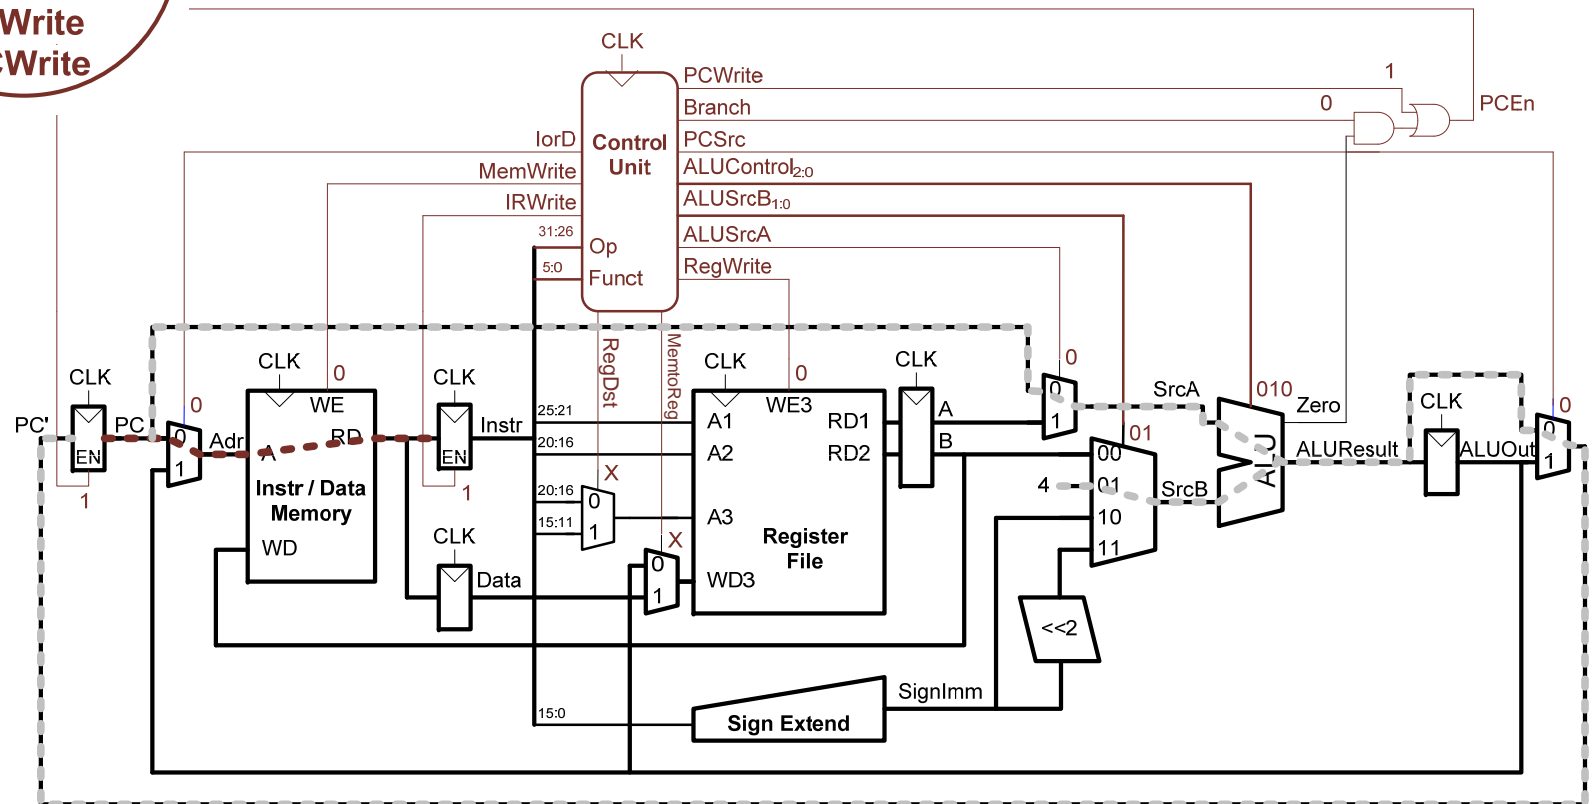 Write
CWrite
CLK
PCWrite
1
Branch
0
PCEn
IorD
Control
Unit
PCSrc
MemWrite
ALUControl2:0
IRWrite
ALUSrcB1:0
31:26
Op
ALUSrcA
5:0
Funct
RegWrite
RegDst
MemtoReg
CLK
CLK
0
CLK
CLK
0
CLK
0
0
010
0
WE
WE3
SrcA
Zero
CLK
0
PC'
PC
0
Adr
A
RD
Instr
25:21
A1
RD1
A
1
01
ALU
EN
1
EN
20:16
A2
RD2
B
00
ALUResult
ALUOut
0
1
1
Instr / Data
Memory
1
X
20:16
0
15:11
1
A3
4
01
SrcB
10
11
WD
CLK
X
0
1
Register
File
Data
WD3
<<2
SignImm
15:0
Sign Extend